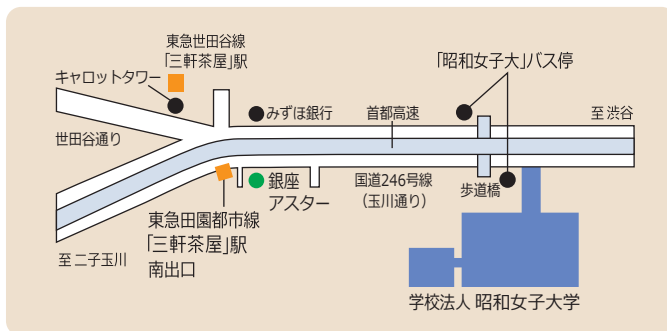 東急世田谷線
「三軒茶屋」駅
キャロットタワー
「昭和女子大」バス停
みずほ銀行
首都高速
至 渋谷
世田谷通り
銀座
アスター
国道246号線
（玉川通り）
歩道橋
東急田園都市線
「三軒茶屋」駅
南出口
至 二子玉川
学校法人 昭和女子大学